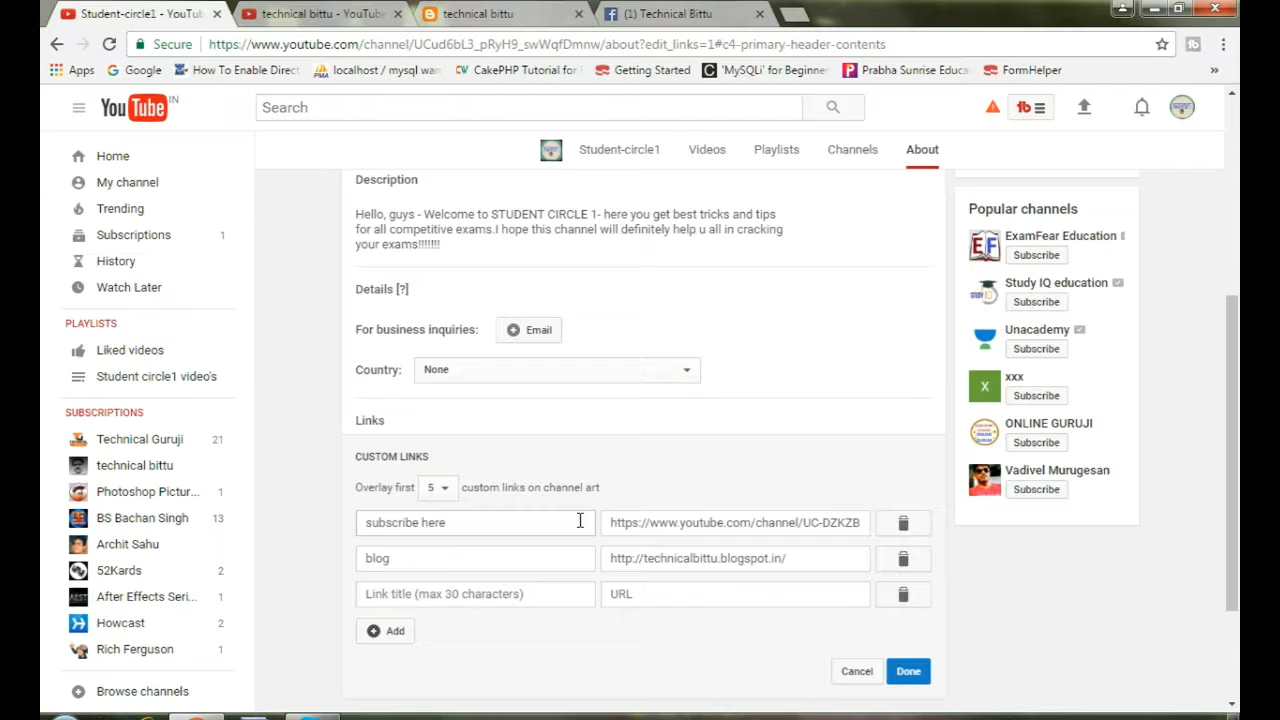 Student-circle1 - YouTu
technical bittu - YouTube
technical bittu
(1) Technical Bittu
Secure
https://www.youtube.com/channel/UCud6bL3_pRyH9_swWqfDmnw/about?edit_links=1#c4-primary-header-contents
Apps
Google
How To Enable Direct
localhost / mysql wam
CakePHP Tutorial for
Getting Started
'MySQLi' for Beginner
Prabha Sunrise Educa
FormHelper
»
YouTube IN
Search
Student-circle1
Videos
Playlists
Channels
About
Home
My channel
Trending
Subscriptions 1
History
Watch Later
PLAYLISTS
Liked videos
Student circle1 video's
SUBSCRIPTIONS
Technical Guruji 21
technical bittu
Photoshop Pictur... 1
BS Bachan Singh 13
Archit Sahu
52Kards 2
After Effects Seri... 1
Howcast 2
Rich Ferguson 1
Browse channels
Description
Hello, guys - Welcome to STUDENT CIRCLE 1- here you get best tricks and tips
for all competitive exams.I hope this channel will definitely help u all in cracking
your exams!!!!!!!
Details [?]
For business inquiries: Email
Country: None
Links
CUSTOM LINKS
Overlay first 5 custom links on channel art
subscribe here https://www.youtube.com/channel/UC-DZKZB
blog http://technicalbittu.blogspot.in/
Link title (max 30 characters) URL
Add
Cancel Done
Popular channels
ExamFear Education
Subscribe
Study IQ education
Subscribe
Unacademy
Subscribe
X xxx
Subscribe
ONLINE GURUJI
Subscribe
Vadivel Murugesan
Subscribe